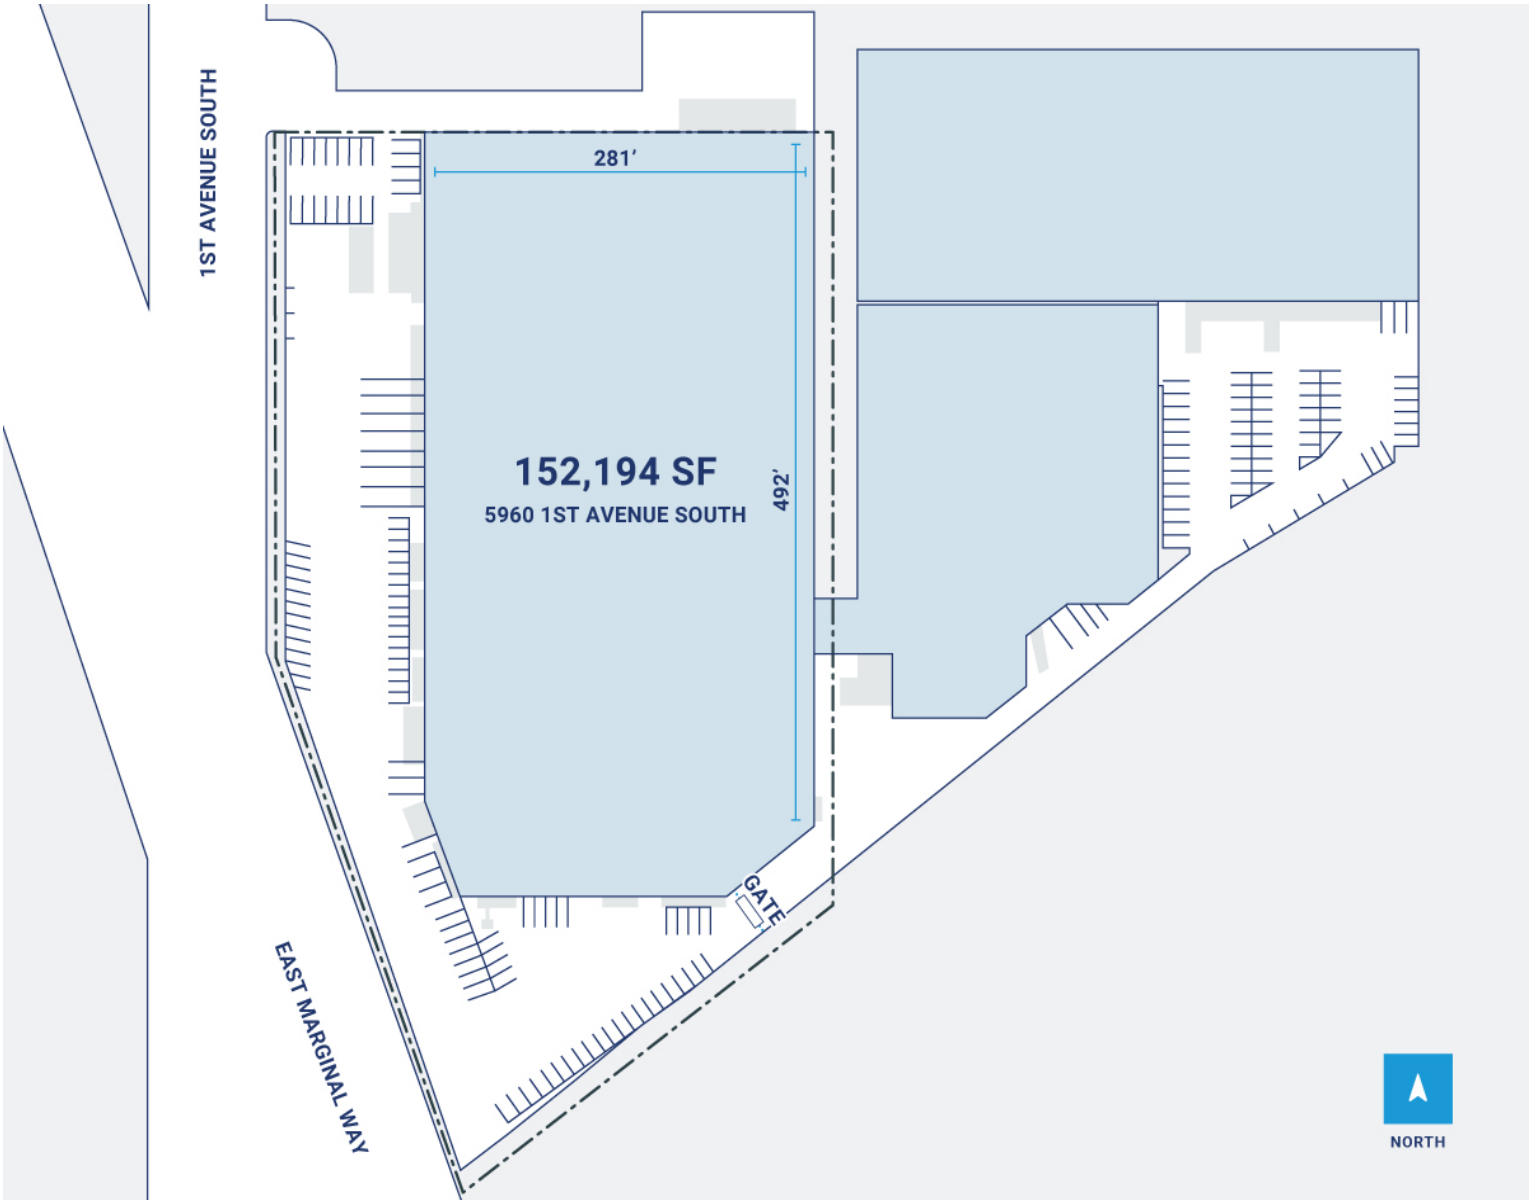 1ST AVENUE SOUTH
281’
152,194 SF
5960 1ST AVENUE SOUTH
492’
GATE
EAST MARGINAL WAY
NORTH